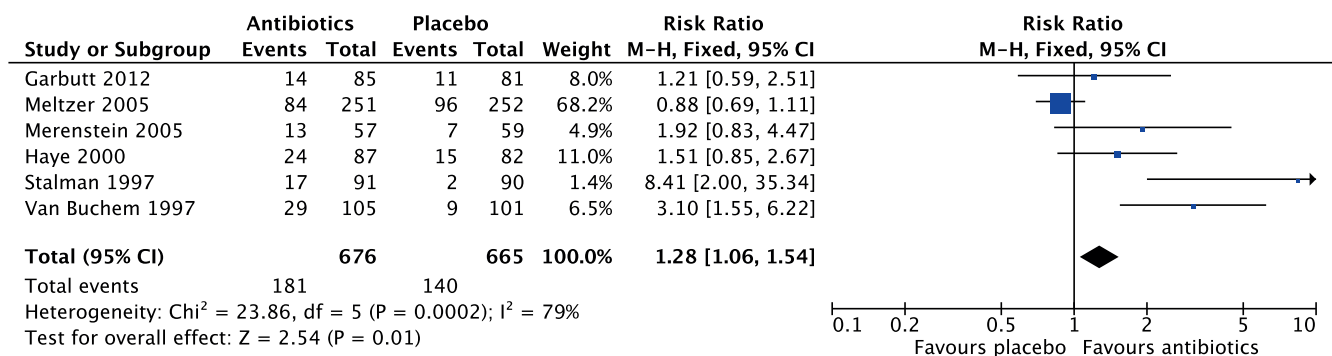 Antibiotics Placebo Risk Ratio Risk Ratio
Study or Subgroup Events Total Events Total Weight M-H, Fixed, 95% CI M-H, Fixed, 95% CI
Garbutt 2012 14 85 11 81 8.0% 1.21 [0.59, 2.51]
Meltzer 2005 84 251 96 252 68.2% 0.88 [0.69, 1.11]
Merenstein 2005 13 57 7 59 4.9% 1.92 [0.83, 4.47]
Haye 2000 24 87 15 82 11.0% 1.51 [0.85, 2.67]
Stalman 1997 17 91 2 90 1.4% 8.41 [2.00, 35.34]
Van Buchem 1997 29 105 9 101 6.5% 3.10 [1.55, 6.22]
Total (95% CI) 676 665 100.0% 1.28 [1.06, 1.54]
Total events 181 140
Heterogeneity: Chi² = 23.86, df = 5 (P = 0.0002); I² = 79%
Test for overall effect: Z = 2.54 (P = 0.01)
0.1 0.2 0.5 1 2 5 10
Favours placebo Favours antibiotics